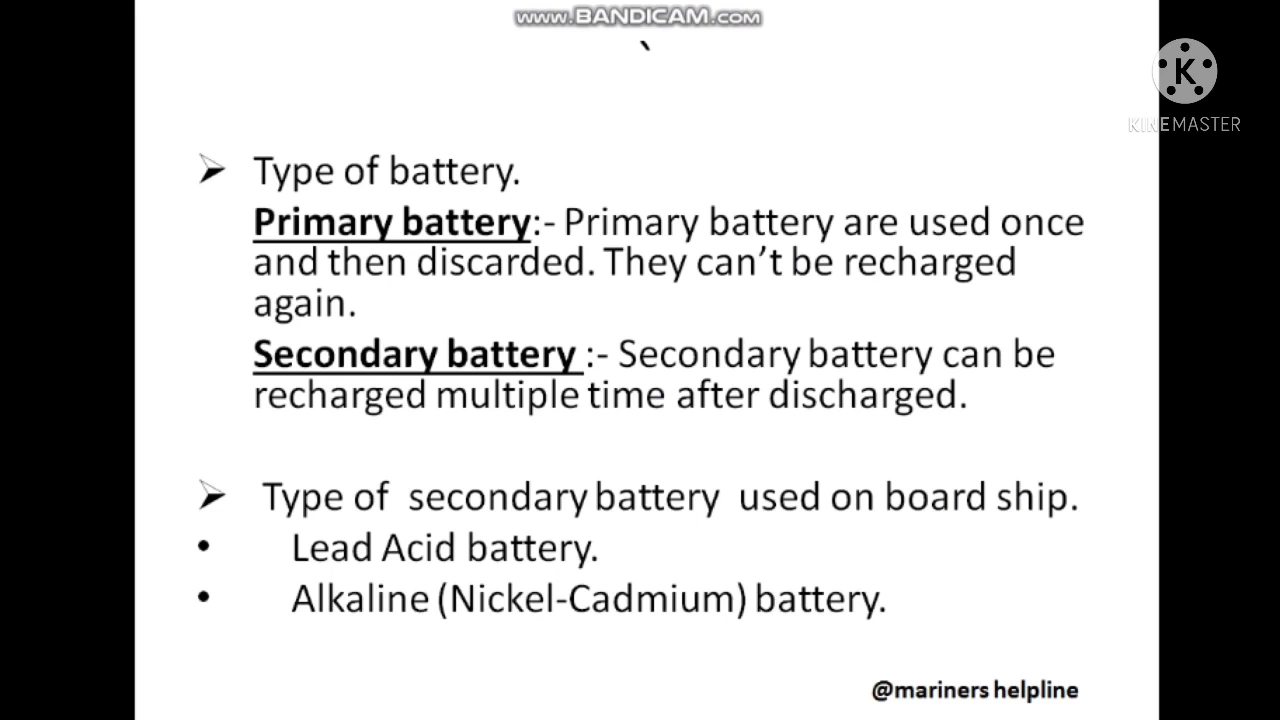 www.BANDICAM.com
`
K
KINEMASTER
➢ Type of battery.
Primary battery:- Primary battery are used once
and then discarded. They can’t be recharged
again.
Secondary battery :- Secondary battery can be
recharged multiple time after discharged.
➢ Type of secondary battery used on board ship.
• Lead Acid battery.
• Alkaline (Nickel-Cadmium) battery.
@mariners helpline